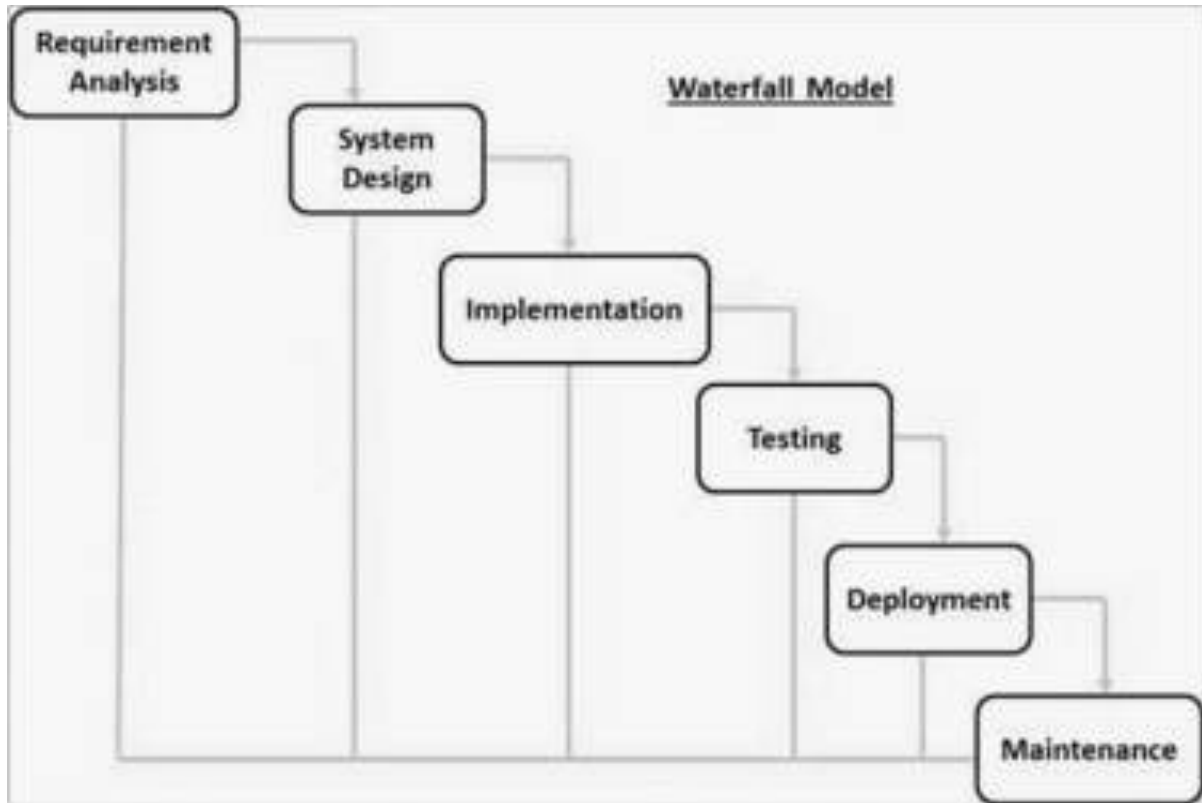 Requirement
Analysis
Waterfall Model
System
Design
Implementation
Testing
Deployment
Maintenance